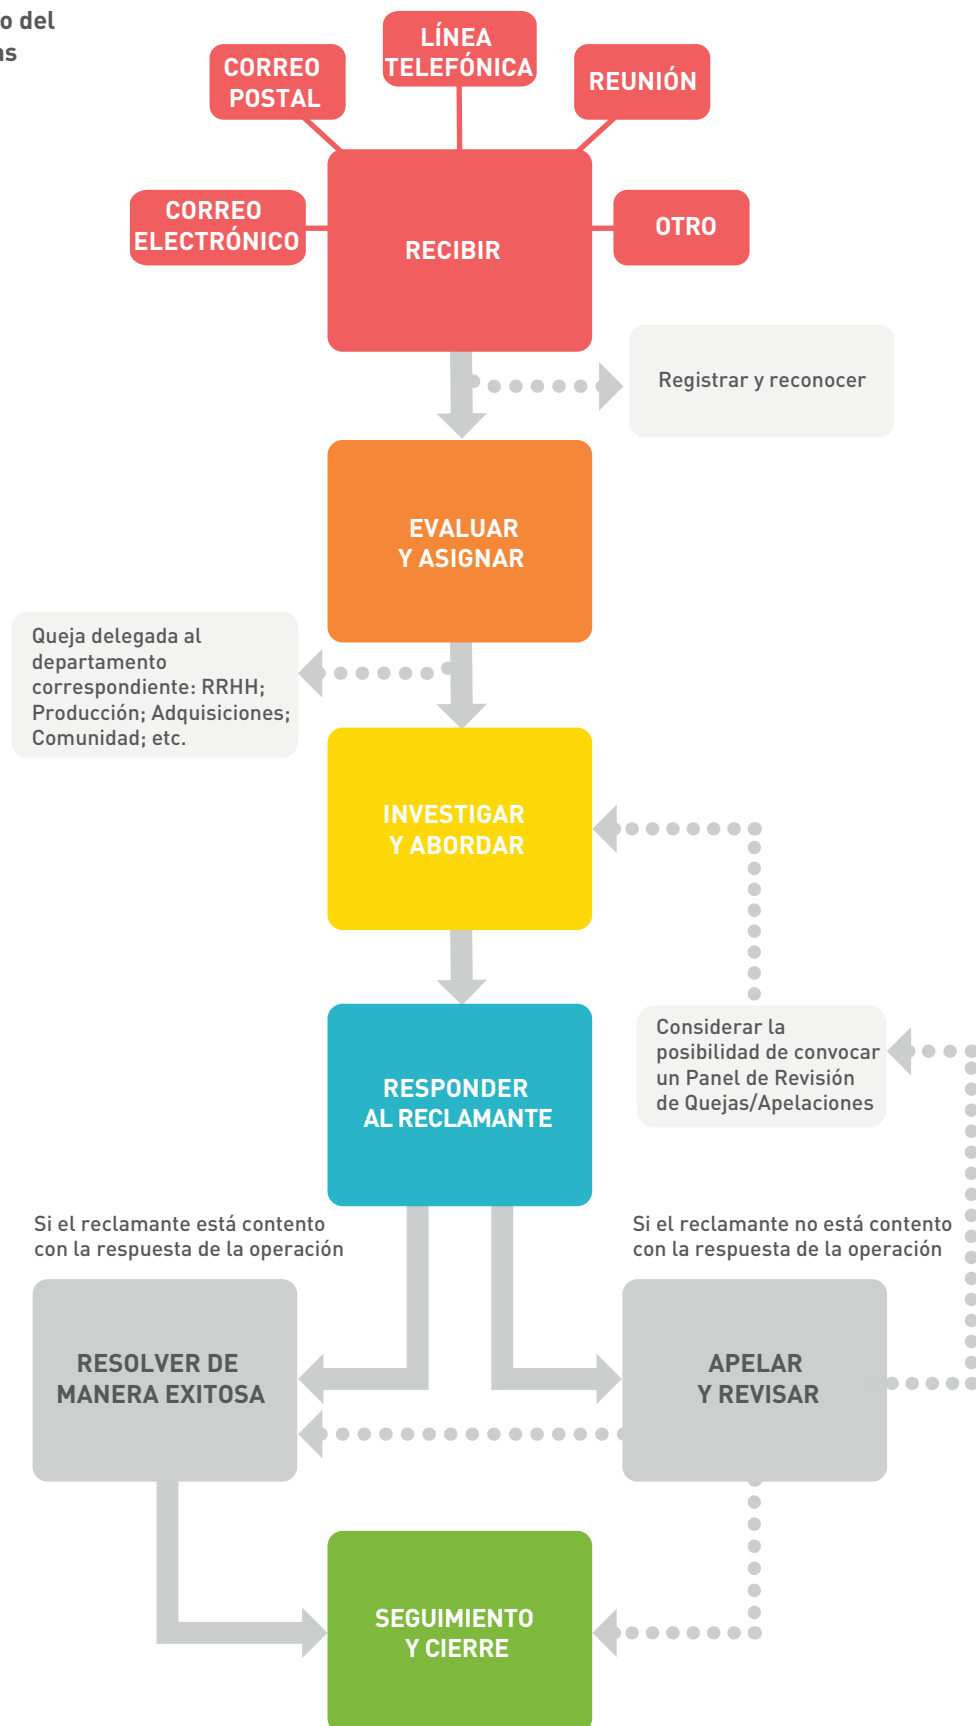 o del
as
LÍNEA
TELEFÓNICA
CORREO
POSTAL
REUNIÓN
CORREO
ELECTRÓNICO
RECIBIR
OTRO
Registrar y reconocer
EVALUAR
Y ASIGNAR
Queja delegada al
departamento
correspondiente: RRHH;
Producción; Adquisiciones;
Comunidad; etc.
INVESTIGAR
Y ABORDAR
Considerar la
posibilidad de convocar
un Panel de Revisión
de Quejas/Apelaciones
RESPONDER
AL RECLAMANTE
Si el reclamante está contento
con la respuesta de la operación
Si el reclamante no está contento
con la respuesta de la operación
RESOLVER DE
MANERA EXITOSA
APELAR
Y REVISAR
SEGUIMIENTO
Y CIERRE